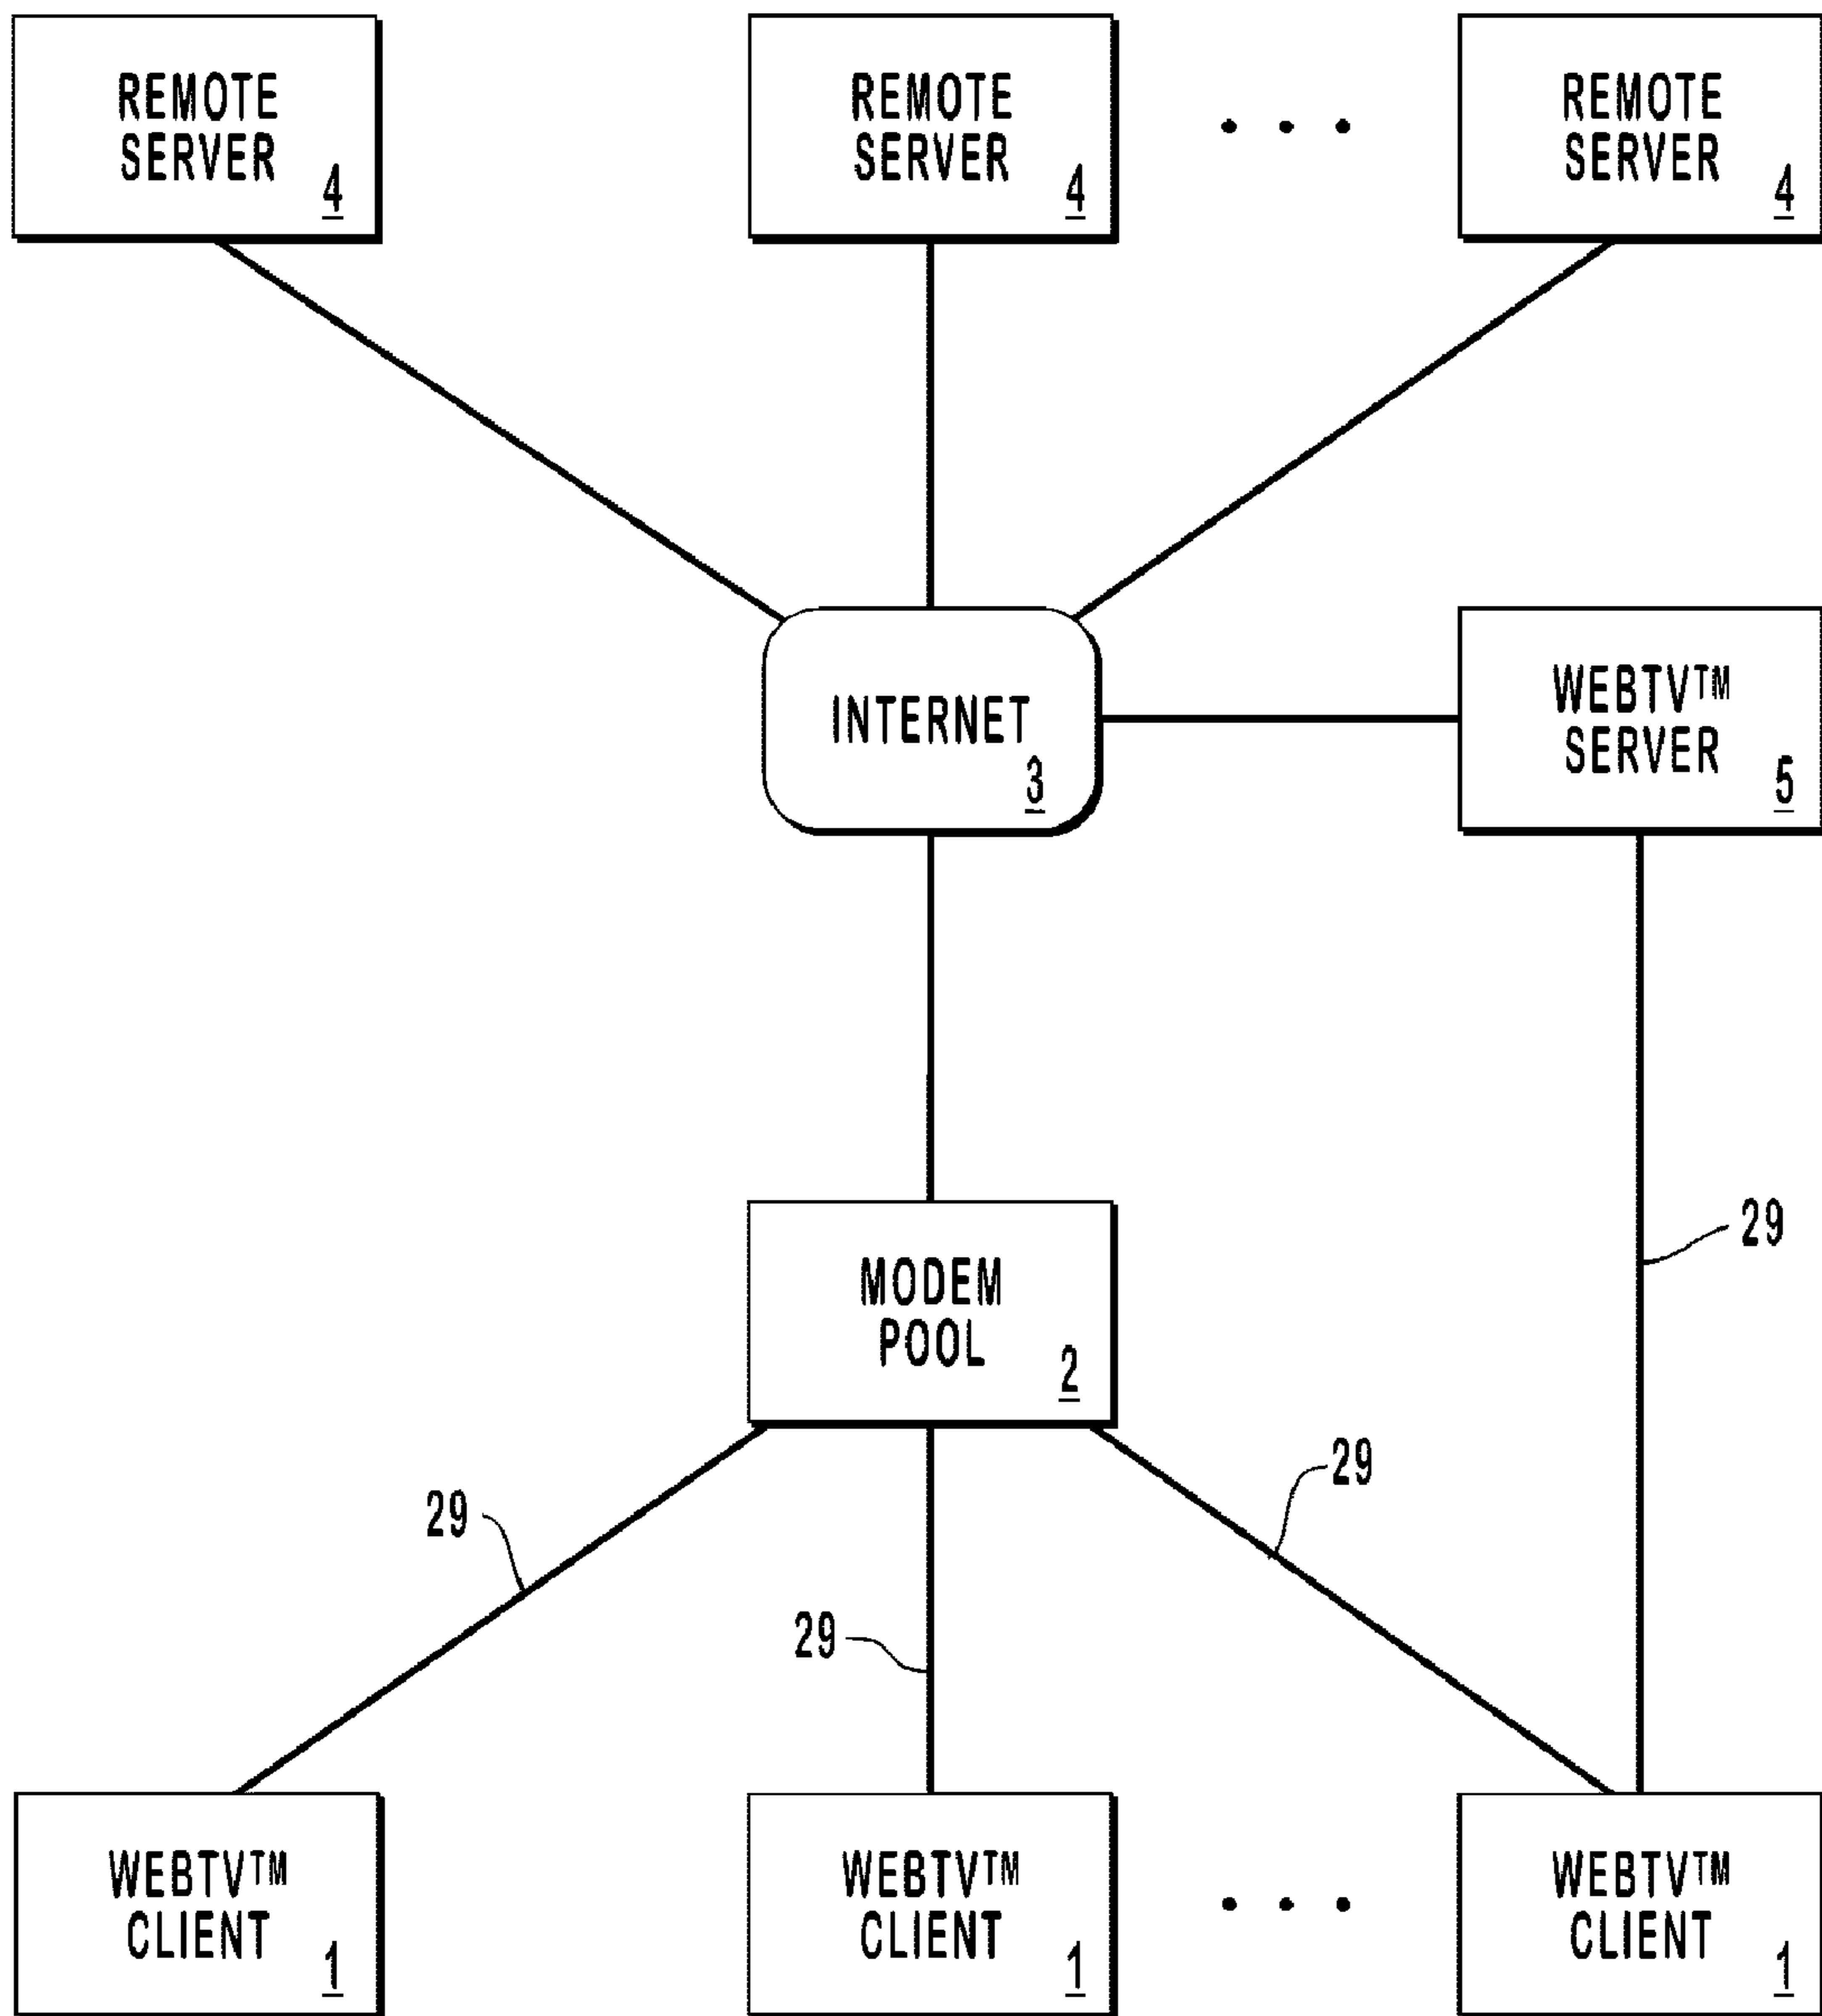 REMOTE
SERVER
4
REMOTE
SERVER
4
REMOTE
SERVER
4
INTERNET
3
WEBTV™
SERVER
5
29
MODEM
POOL
2
29
29
29
WEBTV™
CLIENT
1
WEBTV™
CLIENT
1
WEBTV™
CLIENT
1